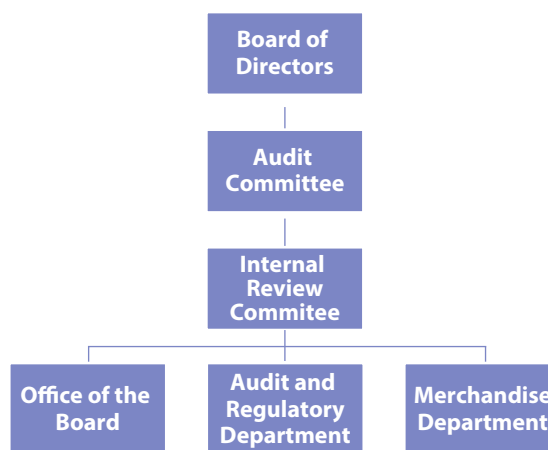 Board of
Directors
Audit
Committee
Internal
Review
Commitee
Office of the
Board
Audit and
Regulatory
Department
Merchandise
Department